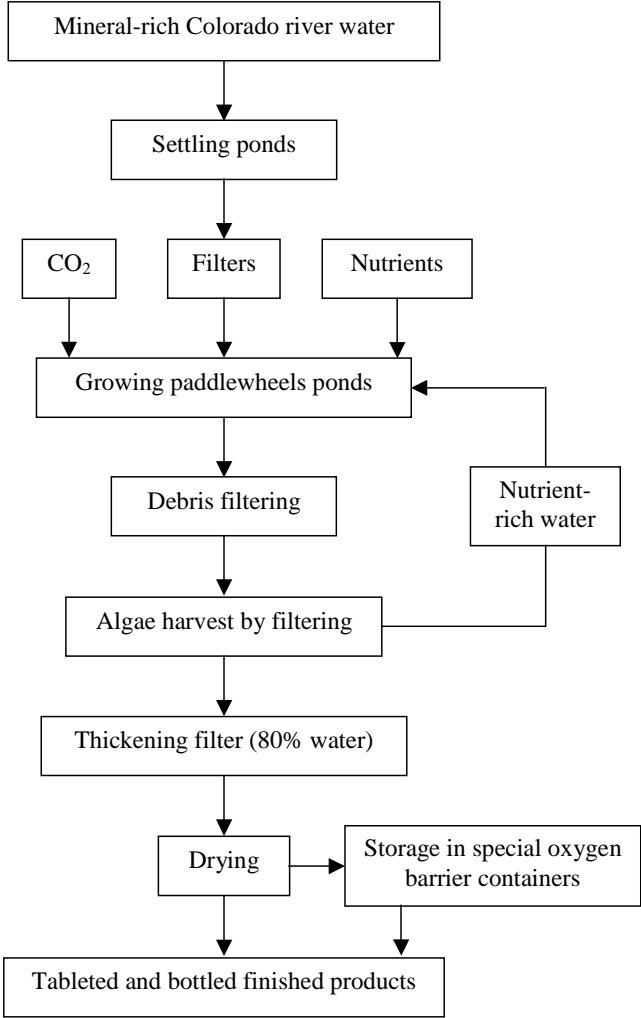 Mineral-rich Colorado river water
Settling ponds
CO₂
Filters
Nutrients
Growing paddlewheels ponds
Debris filtering
Nutrient-
rich water
Algae harvest by filtering
Thickening filter (80% water)
Drying
Storage in special oxygen
barrier containers
Tableted and bottled finished products